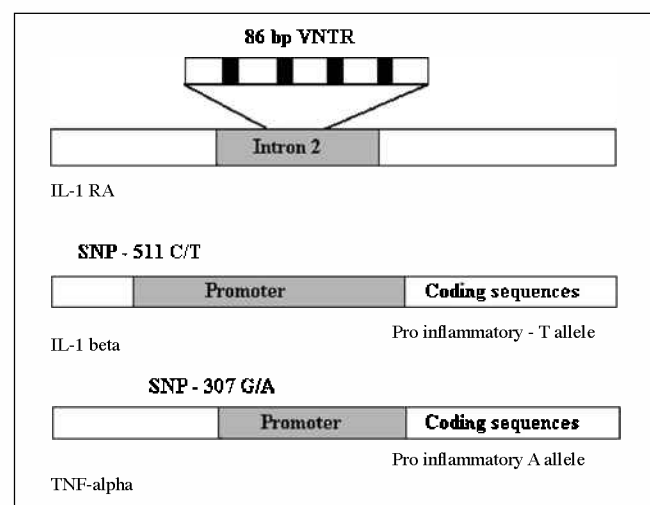 86 bp VNTR
Intron 2
IL-1 RA
SNP - 511 C/T
Promoter
Coding sequences
IL-1 beta
Pro inflammatory - T allele
SNP - 307 G/A
Promoter
Coding sequences
Pro inflammatory A allele
TNF-alpha